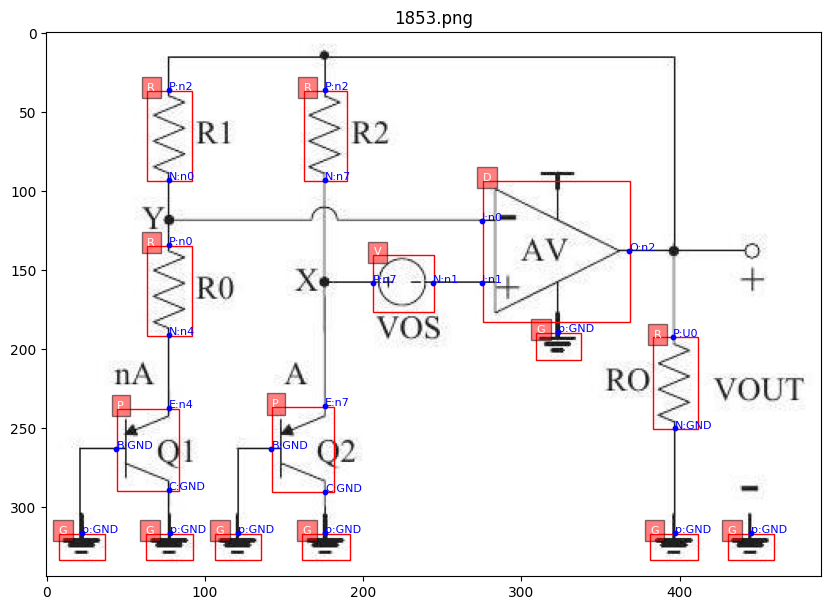 1853.png
0
50
100
150
200
250
300
0
100
200
300
400
R
P:n2
R1
N:n0
R
P:n2
R2
N:n7
Y
R
P:n0
R0
N:n4
X
V
P:n7
+
-
N:n1
VOS
D
i:n0
-
AV
i:n1
+
O:n2
G
p:GND
+
VOUT
-
R
P:U0
RO
N:GND
nA
P
E:n4
B:GND
Q1
C:GND
A
P
E:n7
B:GND
Q2
C:GND
G
p:GND
G
p:GND
G
p:GND
G
p:GND
G
p:GND
G
p:GND